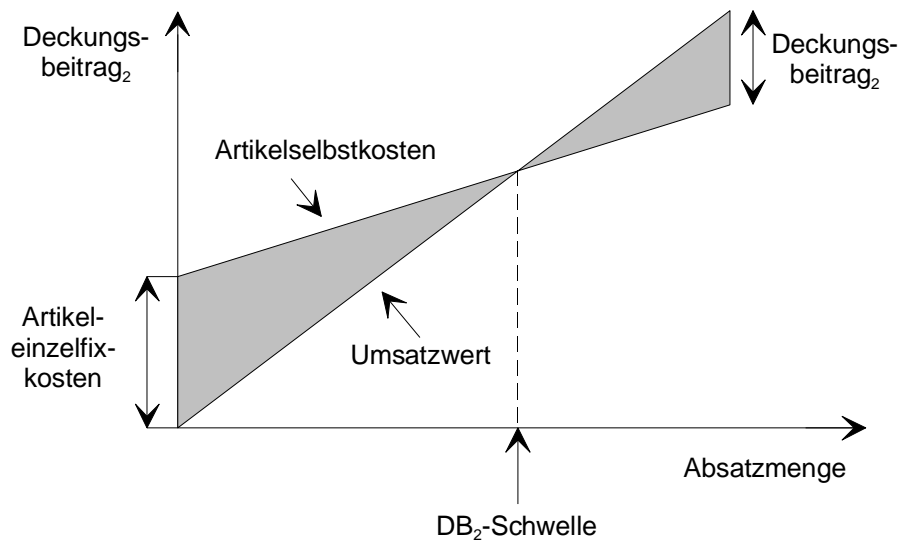 Deckungs-
beitrag₂
Deckungs-
beitrag₂
Artikelselbstkosten
Artikel-
einzelfix-
kosten
Umsatzwert
Absatzmenge
DB₂-Schwelle